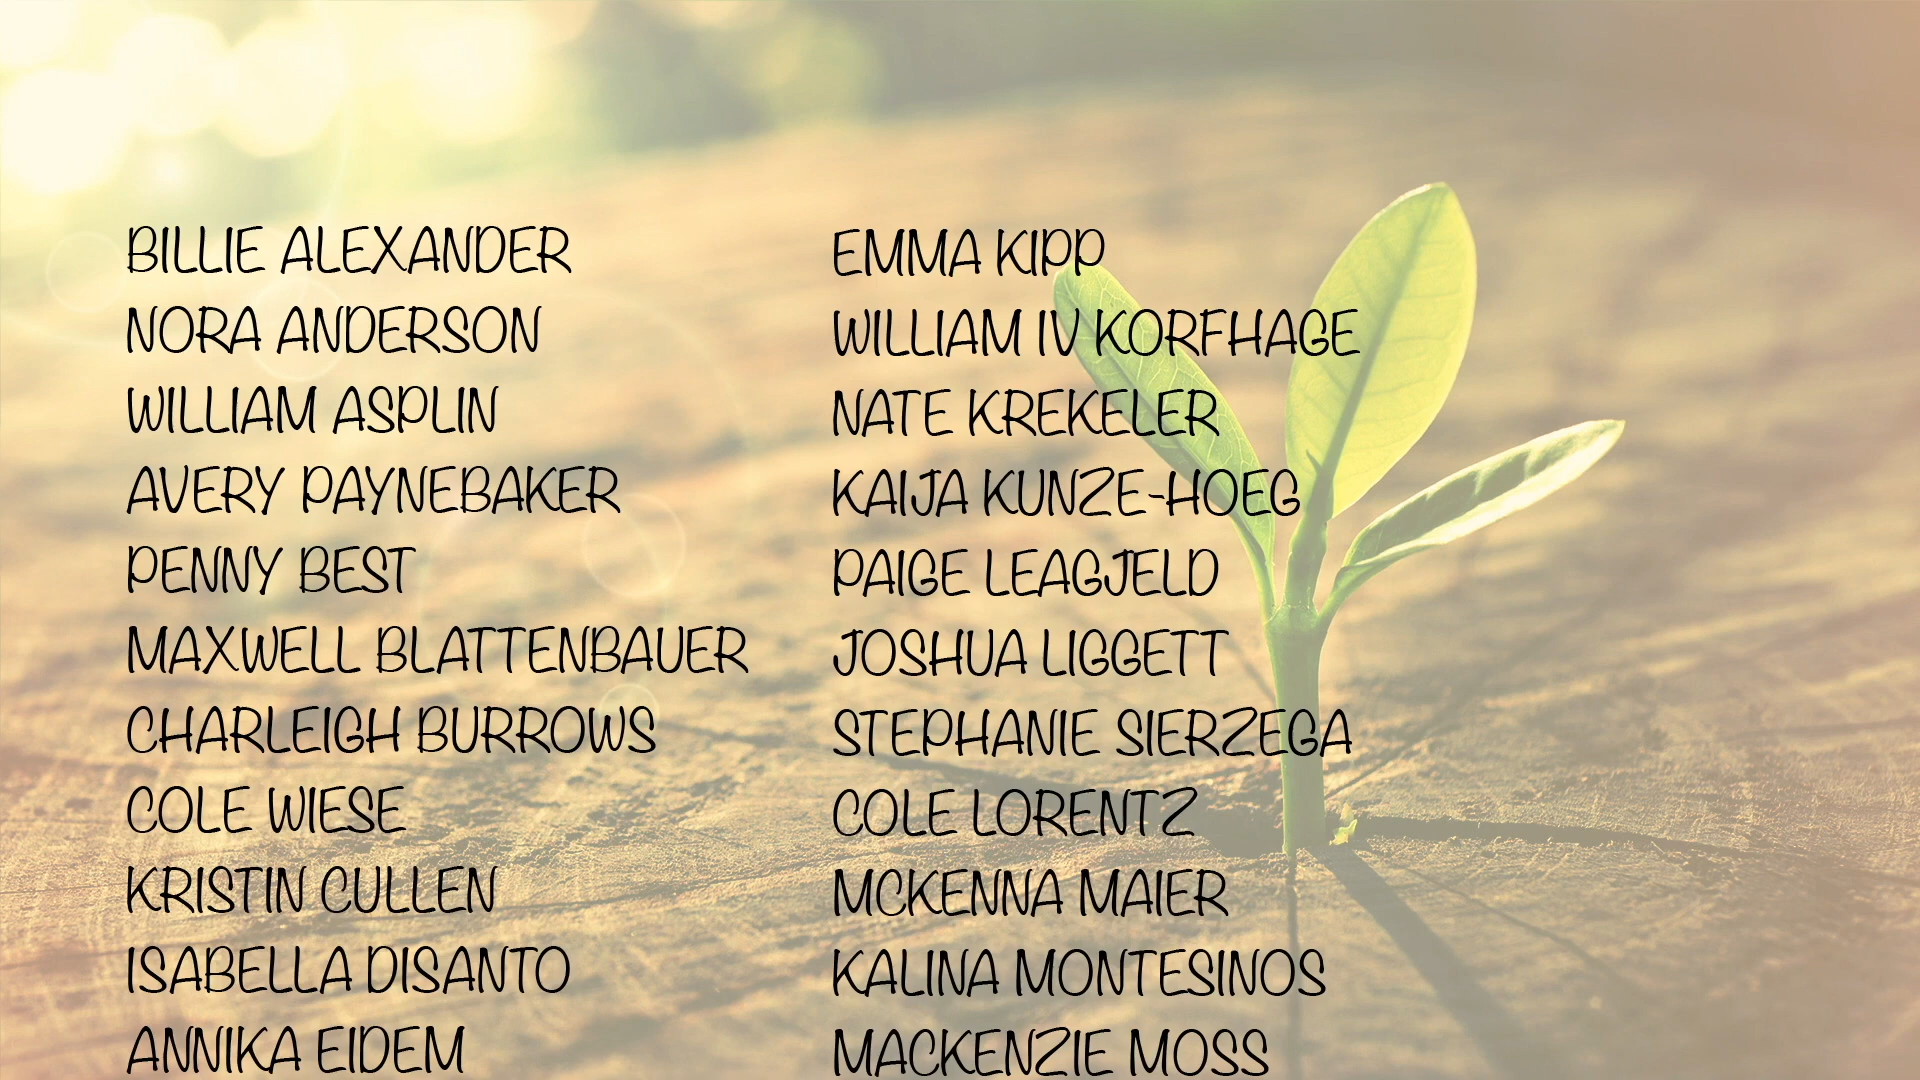 BILLIE ALEXANDER
NORA ANDERSON
WILLIAM ASPLIN
AVERY PAYNEBAKER
PENNY BEST
MAXWELL BLATTENBAUER
CHARLEIGH BURROWS
COLE WIESE
KRISTIN CULLEN
ISABELLA DISANTO
ANNIKA EIDEM
EMMA KIPP
WILLIAM IV KORFHAGE
NATE KREKELER
KAIJA KUNZE-HOEG
PAIGE LEAGJELD
JOSHUA LIGGETT
STEPHANIE SIERZEGA
COLE LORENTZ
MCKENNA MAIER
KALINA MONTESINOS
MACKENZIE MOSS